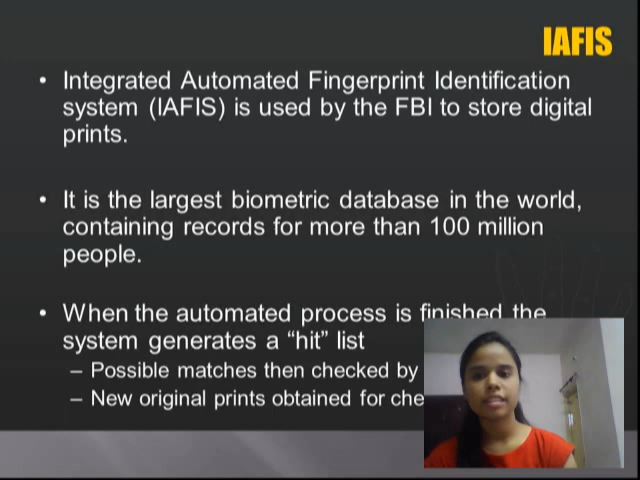 IAFIS
• Integrated Automated Fingerprint Identification
system (IAFIS) is used by the FBI to store digital
prints.
• It is the largest biometric database in the world,
containing records for more than 100 million
people.
• When the automated process is finished the
system generates a “hit” list
– Possible matches then checked by
– New original prints obtained for che